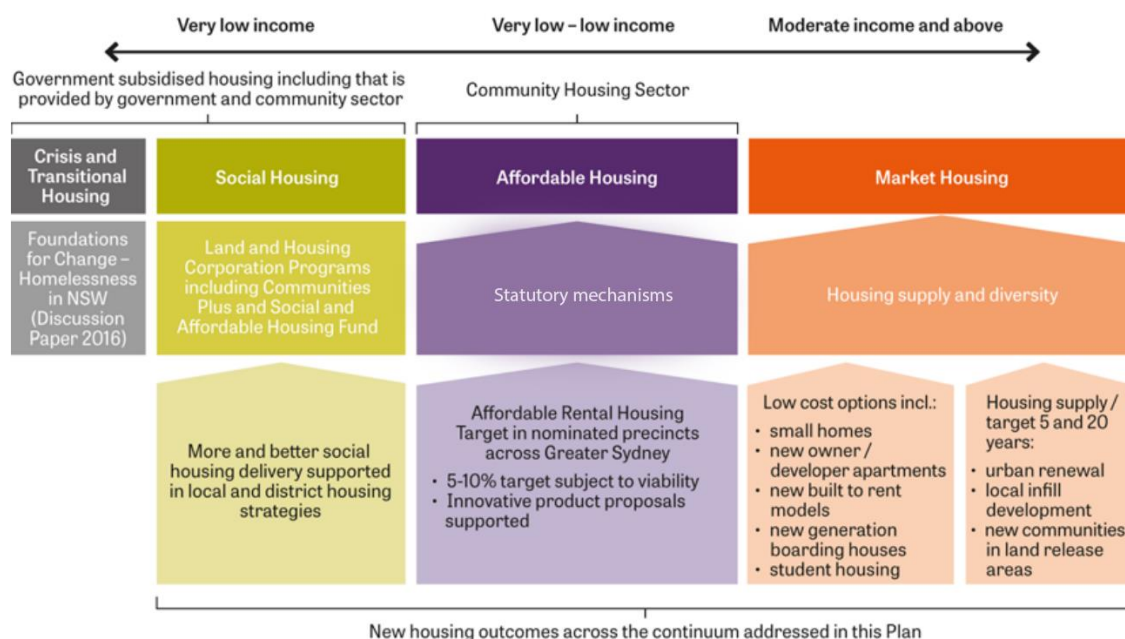 Very low income
Very low – low income
Moderate income and above
Government subsidised housing including that is
provided by government and community sector
Community Housing Sector
Crisis and
Transitional
Housing
Social Housing
Affordable Housing
Market Housing
Foundations
for Change –
Homelessness
in NSW
(Discussion
Paper 2016)
Land and Housing
Corporation Programs
including Communities
Plus and Social and
Affordable Housing Fund
Statutory mechanisms
Housing supply and diversity
More and better social
housing delivery supported
in local and district housing
strategies
Affordable Rental Housing
Target in nominated precincts
across Greater Sydney
• 5-10% target subject to viability
• Innovative product proposals
supported
Low cost options incl.:
• small homes
• new owner /
developer apartments
• new built to rent
models
• new generation
boarding houses
• student housing
Housing supply /
target 5 and 20
years:
• urban renewal
• local infill
development
• new communities
in land release
areas
New housing outcomes across the continuum addressed in this Plan